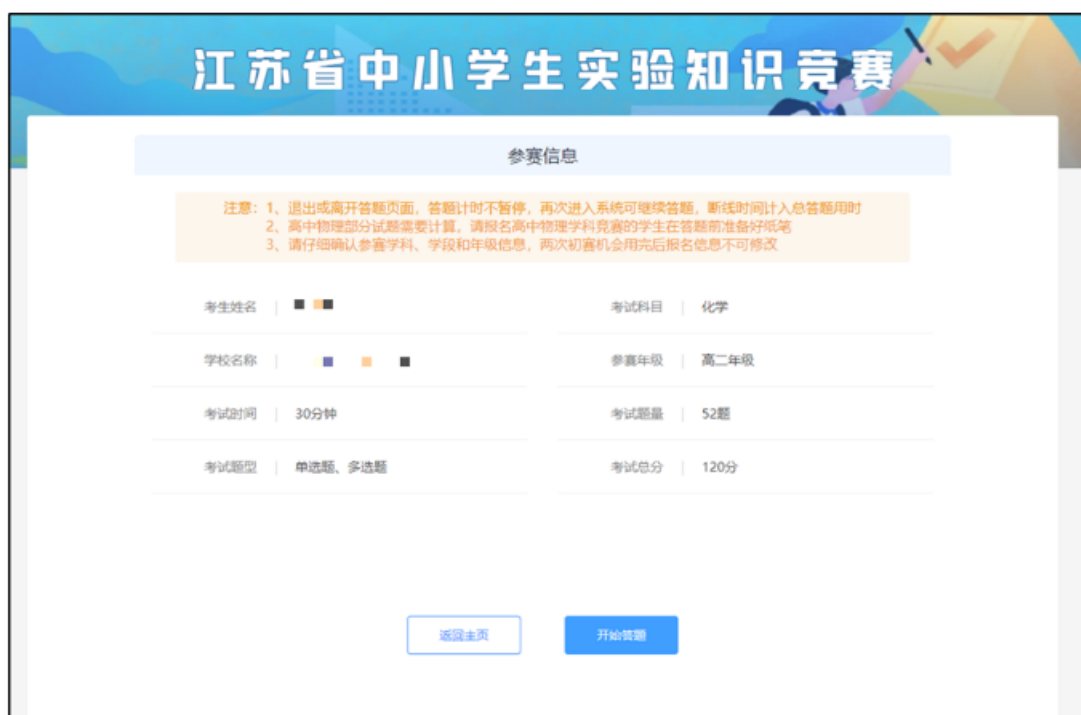 江苏省中小学生实验知识竞赛
参赛信息
注意：1、退出或离开答题页面，答题计时不暂停，再次进入系统可继续答题，断线时间计入总答题用时
2、高中物理部分试题需要计算，请报名高中物理学科竞赛的学生在答题前准备好纸笔
3、请仔细确认参赛学科、学段和年级信息，两次初赛机会用完后报名信息不可修改
考生姓名
考试科目 化学
学校名称
参赛年级 高二年级
考试时间 30分钟
考试题量 52题
考试题型 单选题、多选题
考试总分 120分
返回主页 开始答题